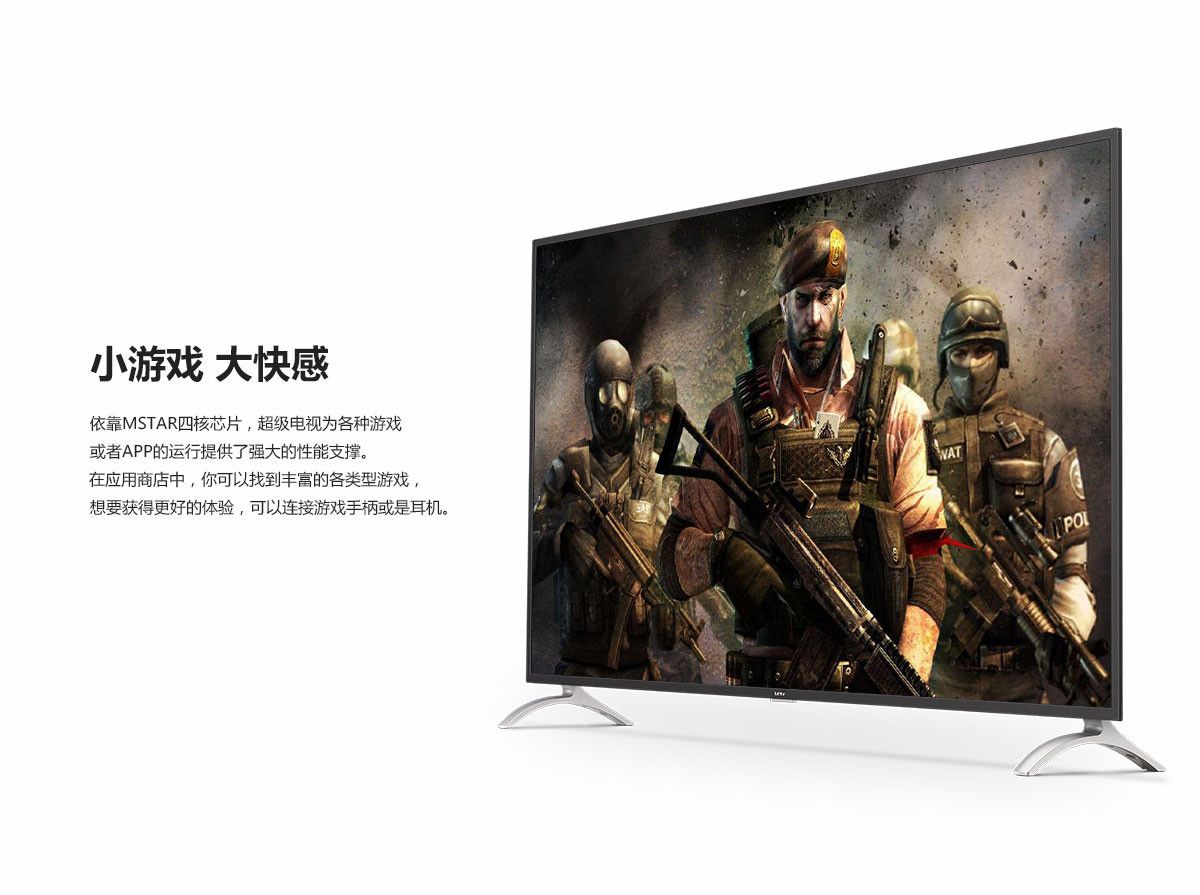 小游戏 大快感
依靠MSTAR四核芯片，超级电视为各种游戏
或者APP的运行提供了强大的性能支撑。
在应用商店中，你可以找到丰富的各类型游戏，
想要获得更好的体验，可以连接游戏手柄或是耳机。
WAT
POL
Letv